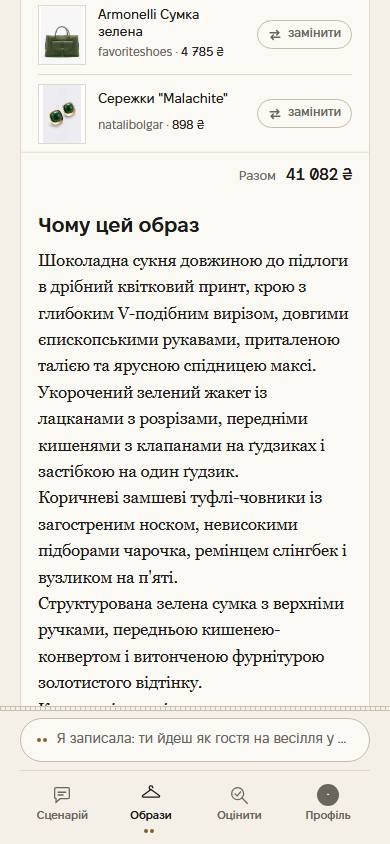 Armonelli Сумка
зелена
favoriteshoes · 4 785 ₴
замінити
Сережки "Malachite"
natalibolgar · 898 ₴
замінити
Разом 41 082 ₴
Чому цей образ
Шоколадна сукня довжиною до підлоги
в дрібний квітковий принт, крою з
глибоким V-подібним вирізом, довгими
єпископськими рукавами, приталеною
талією та ярусною спідницею максі.
Укорочений зелений жакет із
лацканами з розрізами, передніми
кишенями з клапанами на ґудзиках і
застібкою на один ґудзик.
Коричневі замшеві туфлі-човники із
загостреним носком, невисокими
підборами чарочка, ремінцем слінгбек і
вузликом на п'яті.
Структурована зелена сумка з верхніми
ручками, передньою кишенею-
конвертом і витонченою фурнітурою
золотистого відтінку.
Я записала: ти йдеш як гостя на весілля у ...
Сценарій
Образи
Оцінити
Профіль